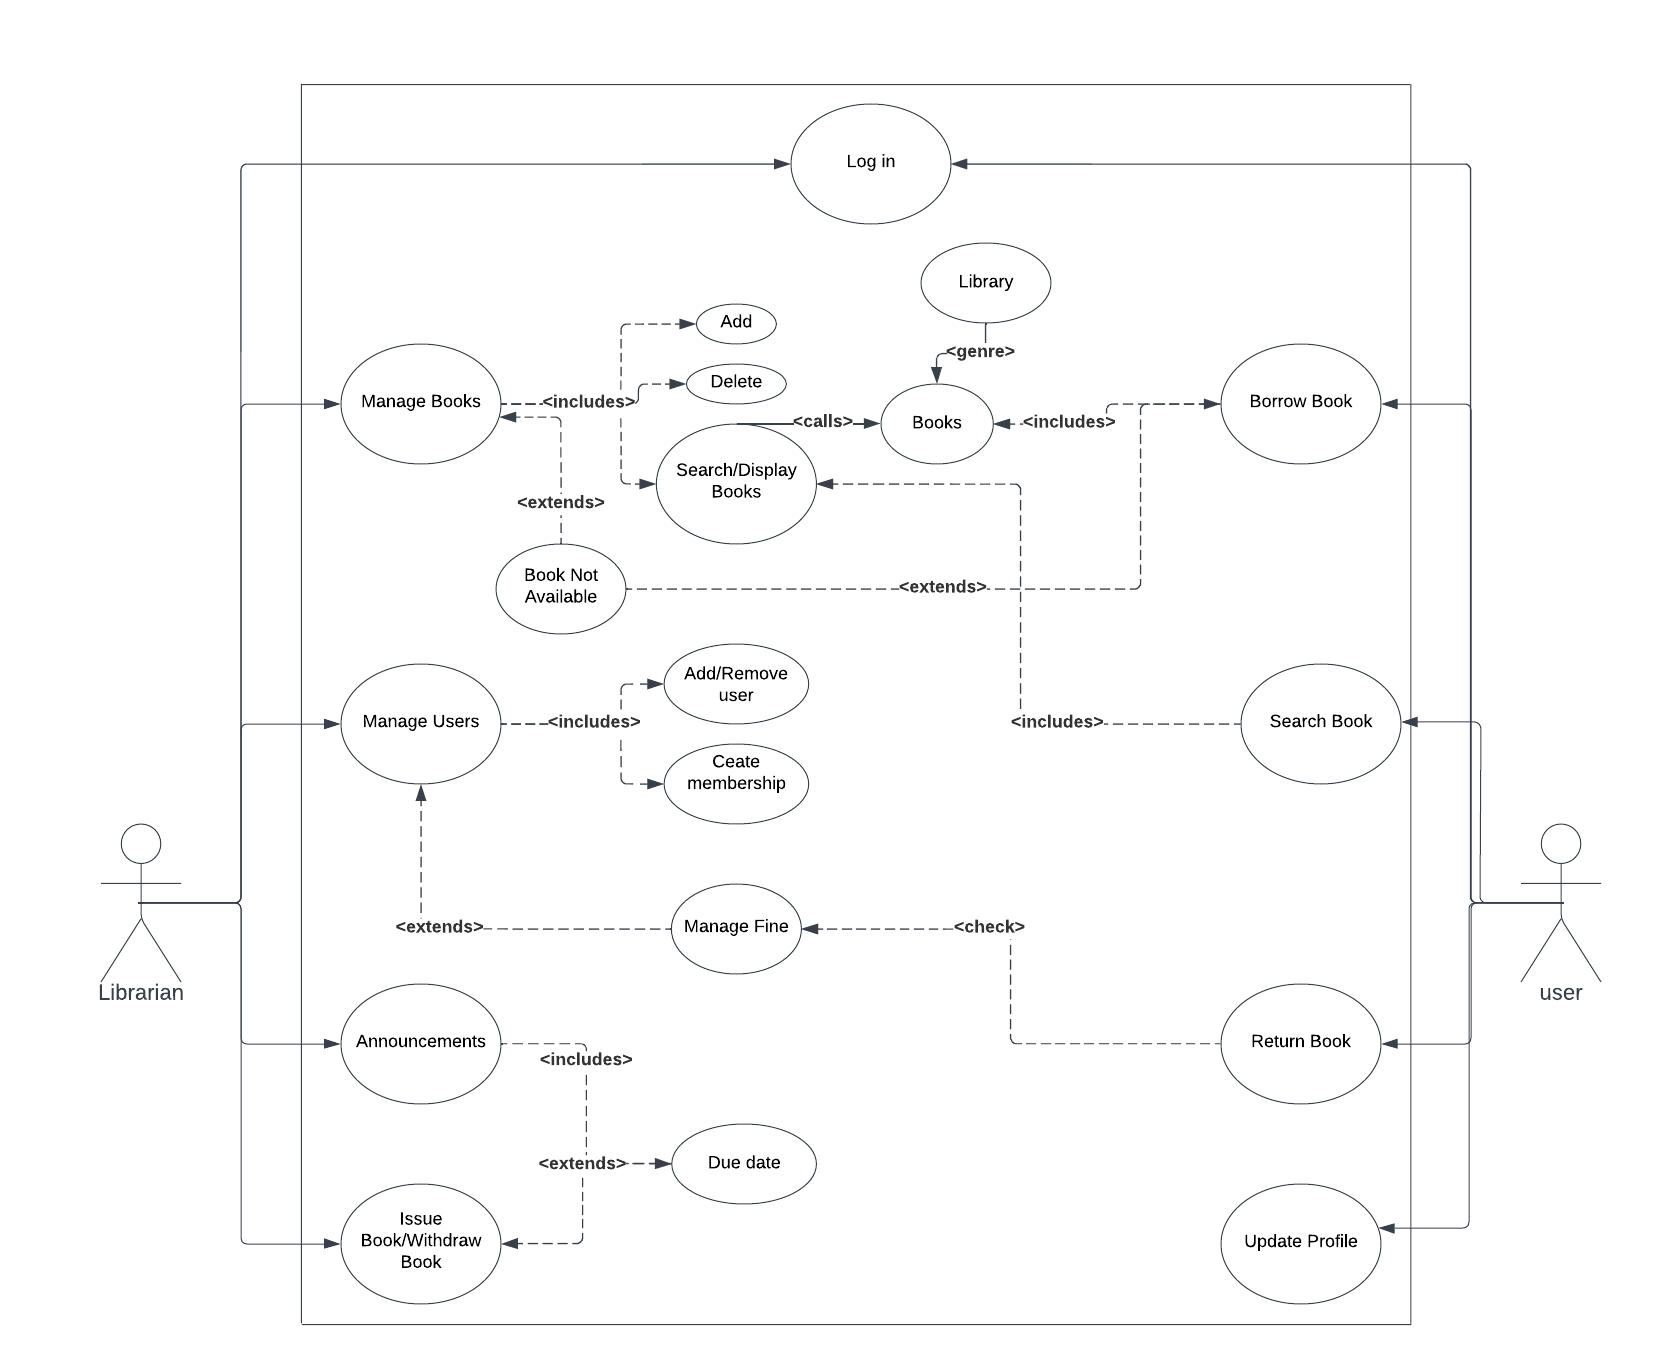 Log in
Library
Add
<genre>
Delete
Manage Books
<includes>
<calls>
Books
<includes>
Borrow Book
Search/Display
Books
<extends>
Book Not
Available
<extends>
Add/Remove
user
Manage Users
<includes>
<includes>
Search Book
Ceate
membership
<extends>
Manage Fine
<check>
Librarian
user
Announcements
<includes>
Return Book
<extends>
Due date
Issue
Book/Withdraw
Book
Update Profile